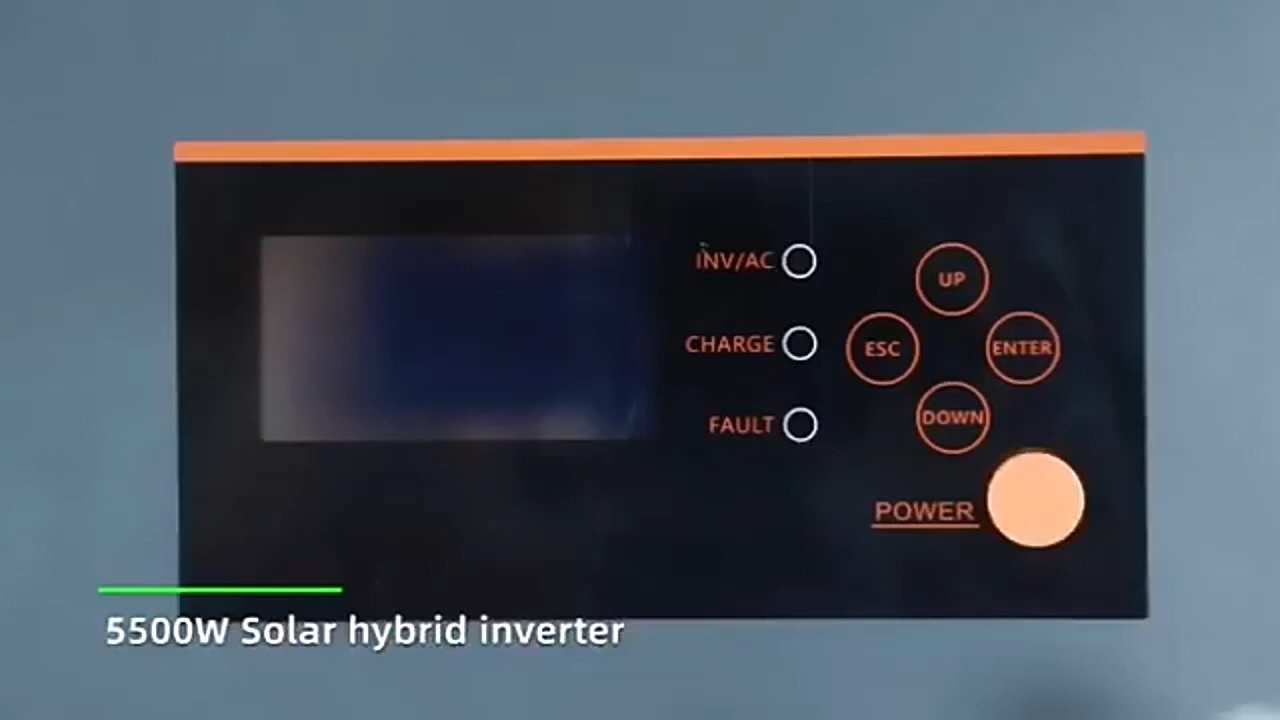 INV/AC
UP
CHARGE
ESC
ENTER
FAULT
DOWN
POWER
5500W Solar hybrid inverter